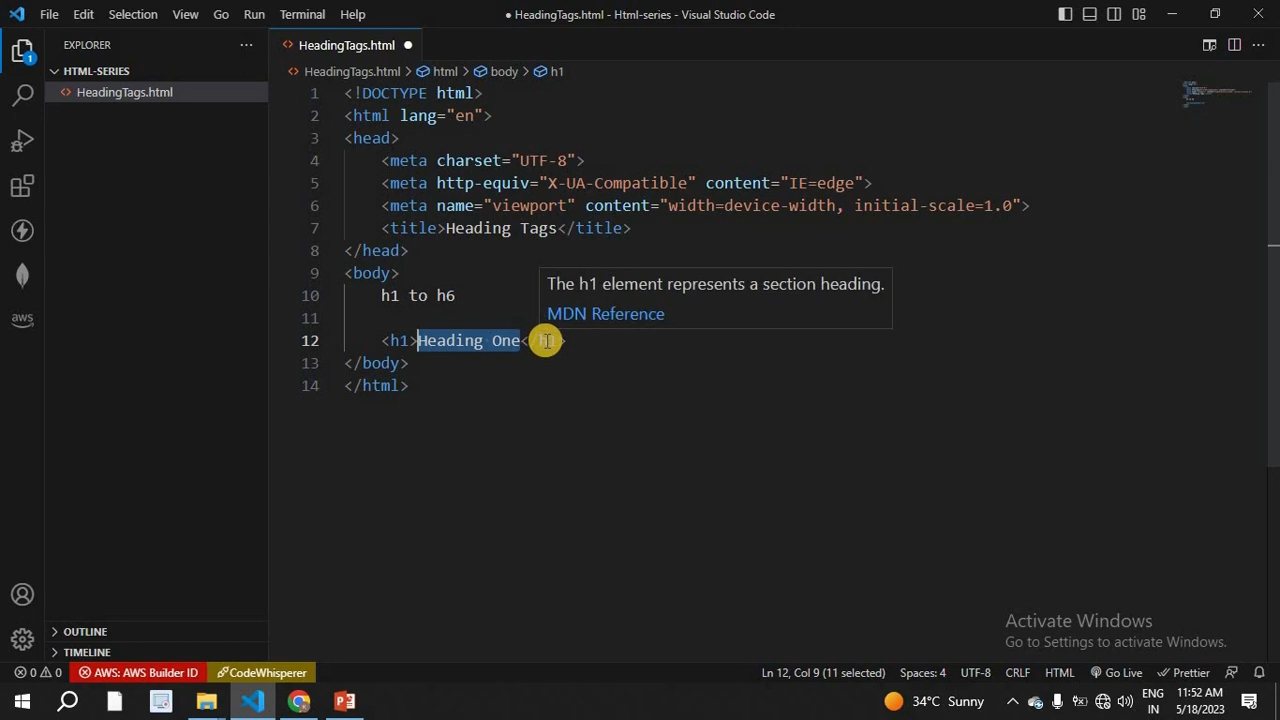 File Edit Selection View Go Run Terminal Help
● HeadingTags.html - Html-series - Visual Studio Code
EXPLORER
HTML-SERIES
HeadingTags.html
1
HeadingTags.html
HeadingTags.html > html > body > h1
1 <!DOCTYPE html>
2 <html lang="en">
3 <head>
4 <meta charset="UTF-8">
5 <meta http-equiv="X-UA-Compatible" content="IE=edge">
6 <meta name="viewport" content="width=device-width, initial-scale=1.0">
7 <title>Heading Tags</title>
8 </head>
9 <body>
10 h1 to h6
11
12 <h1>Heading One</h1>
13 </body>
14 </html>
The h1 element represents a section heading.
MDN Reference
aws
OUTLINE
TIMELINE
Activate Windows
Go to Settings to activate Windows.
0 0 AWS: AWS Builder ID CodeWhisperer
Ln 12, Col 9 (11 selected) Spaces: 4 UTF-8 CRLF HTML Go Live Prettier
34°C Sunny
ENG
IN
11:52 AM
5/18/2023